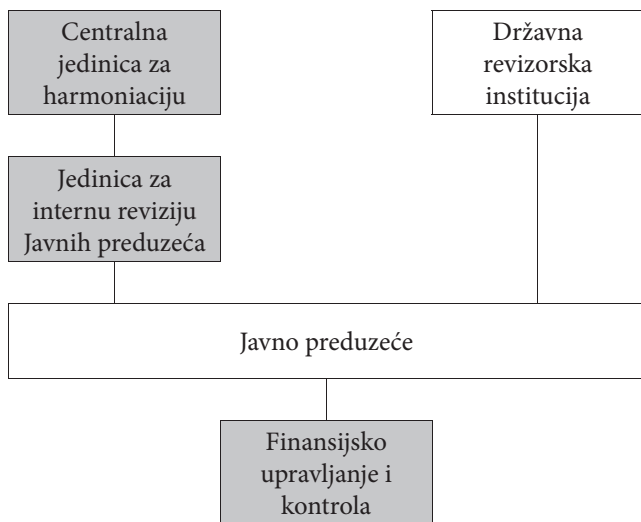 Centralna
jedinica za
harmoniaciju
Državna
revizorska
institucija
Jedinica za
internu reviziju
Javnih preduzeća
Javno preduzeće
Finansijsko
upravljanje i
kontrola